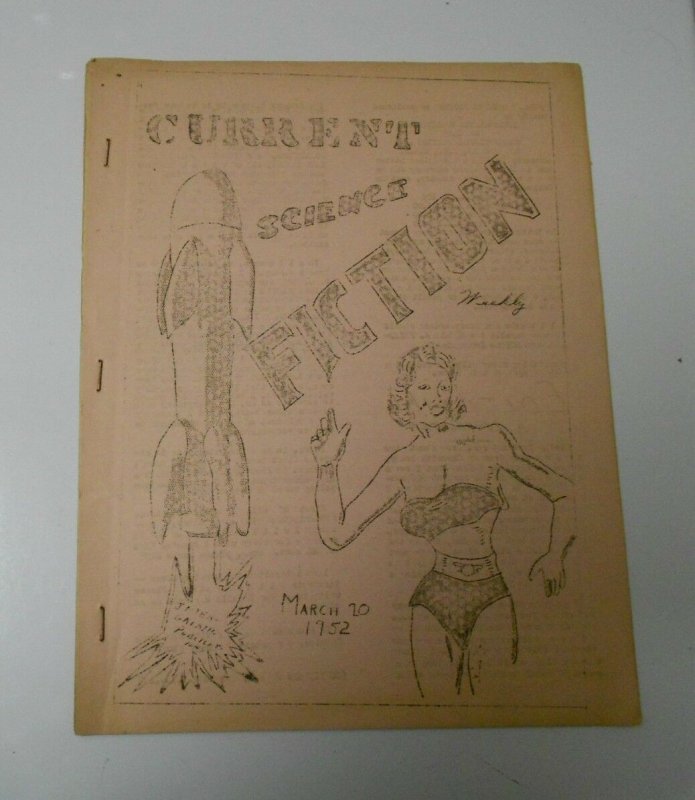 CURRENT
SCIENCE
FICTION
Weekly
MARCH 20
1952